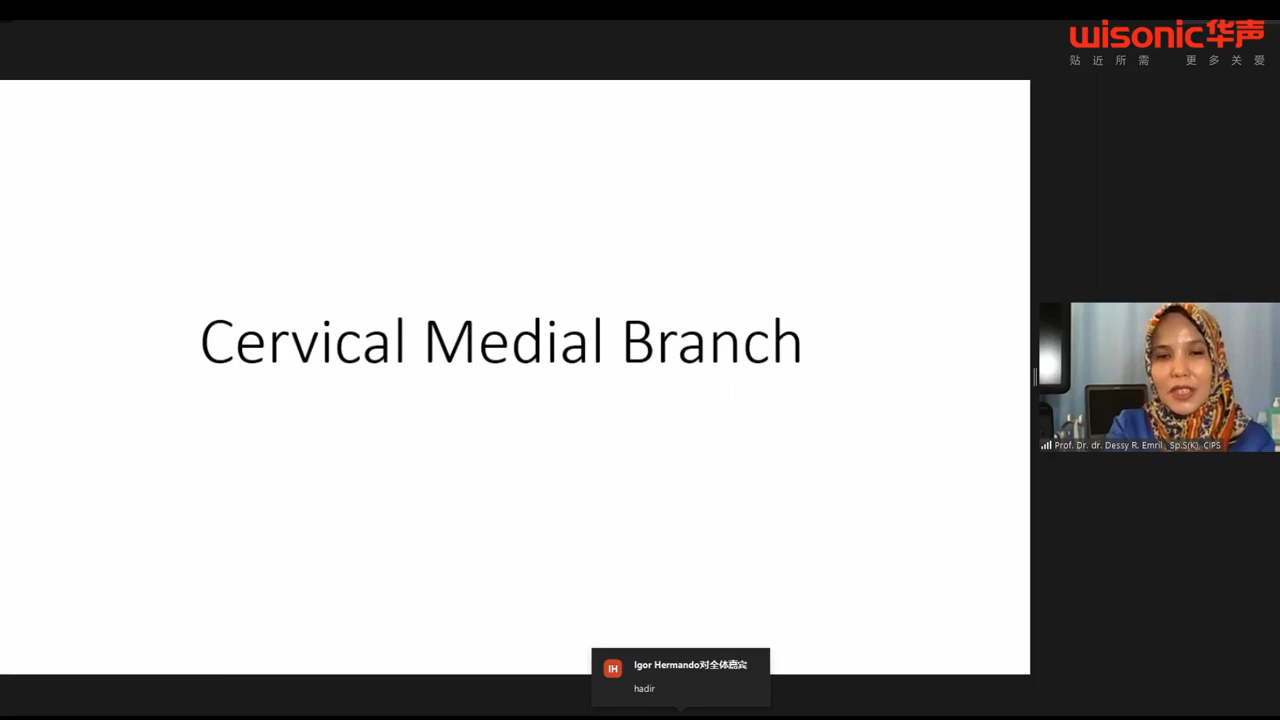 wisonic华声
贴近所需 更多关爱
Cervical Medial Branch
Prof. Dr. dr. Dessy R. Emril , Sp.S(K), CIPS
IH
Igor Hermando对全体嘉宾
hadir